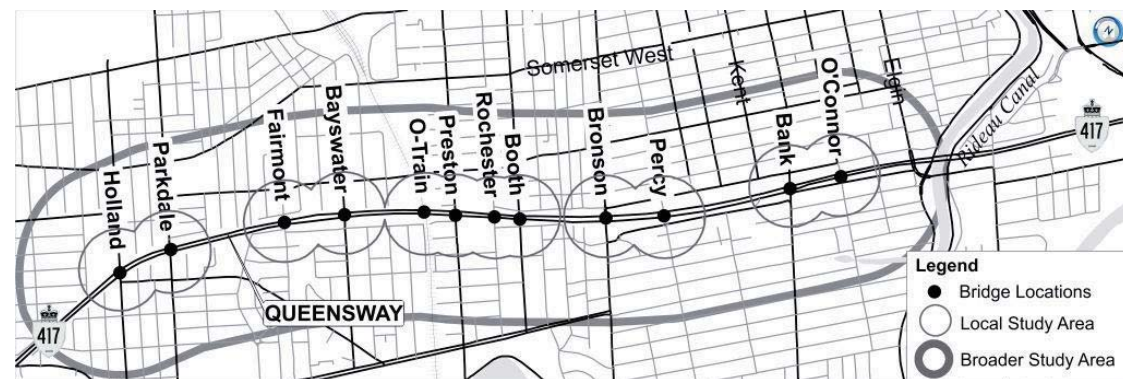 Somerset West
Kent
O'Connor
Elgin
Rideau Canal
417
Holland
Parkdale
Fairmont
Bayswater
O-Train
Preston
Rochester
Booth
Bronson
Percy
Bank
QUEENSWAY
417
N
Legend
Bridge Locations
Local Study Area
Broader Study Area